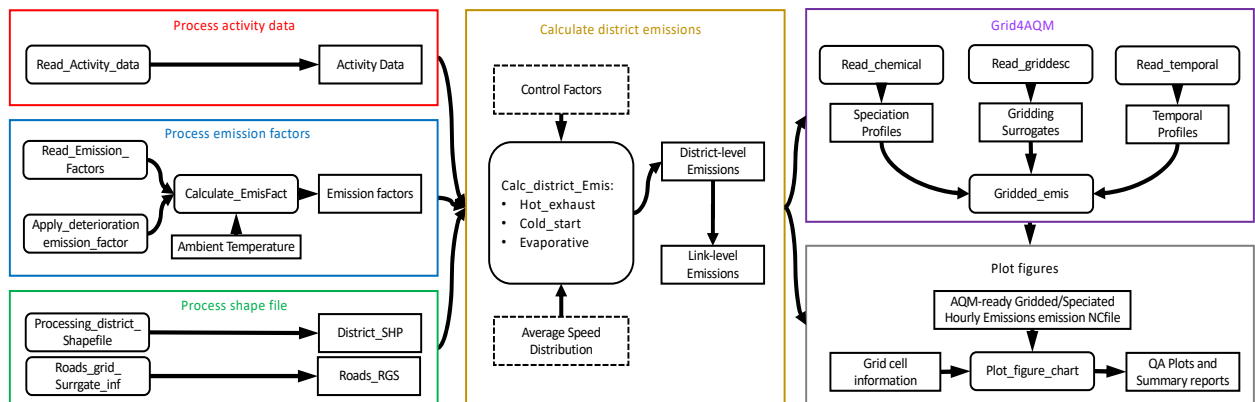 Process activity data
Read_Activity_data
Activity Data
Process emission factors
Read_Emission_
Factors
Calculate_EmisFact
Emission factors
Apply_deterioration
emission_factor
Ambient Temperature
Process shape file
Processing_district_
Shapefile
District_SHP
Roads_grid_
Surrgate_inf
Roads_RGS
Calculate district emissions
Control Factors
Calc_district_Emis:
• Hot_exhaust
• Cold_start
• Evaporative
District-level
Emissions
Link-level
Emissions
Average Speed
Distribution
Grid4AQM
Read_chemical
Read_griddesc
Read_temporal
Speciation
Profiles
Gridding
Surrogates
Temporal
Profiles
Gridded_emis
Plot figures
AQM-ready Gridded/Speciated
Hourly Emissions emission NCfile
Grid cell
information
Plot_figure_chart
QA Plots and
Summary reports